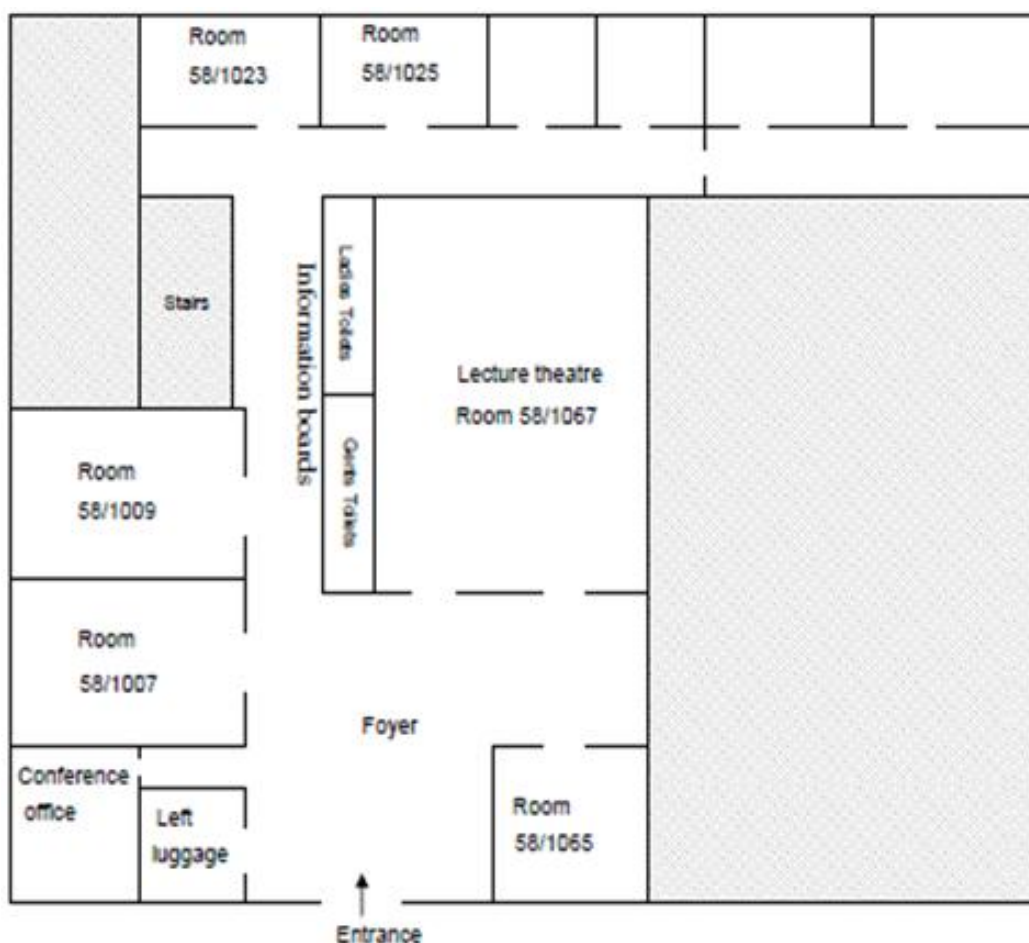 Room
58/1023
Room
58/1025
Stairs
Information boards
Ladies Toilets
Gents Toilets
Lecture theatre
Room 58/1067
Room
58/1009
Room
58/1007
Foyer
Conference
office
Left
luggage
Room
58/1065
Entrance